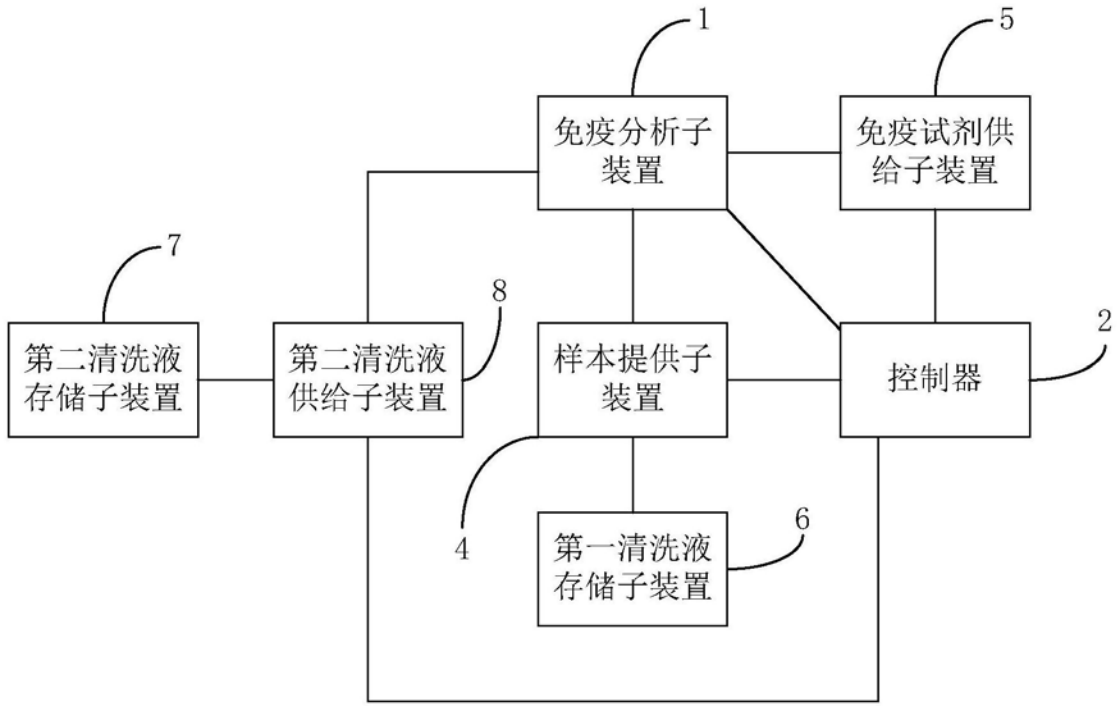 1
5
免疫分析子
装置
免疫试剂供
给子装置
7
8
2
第二清洗液
存储子装置
第二清洗液
供给子装置
样本提供子
装置
控制器
4
6
第一清洗液
存储子装置